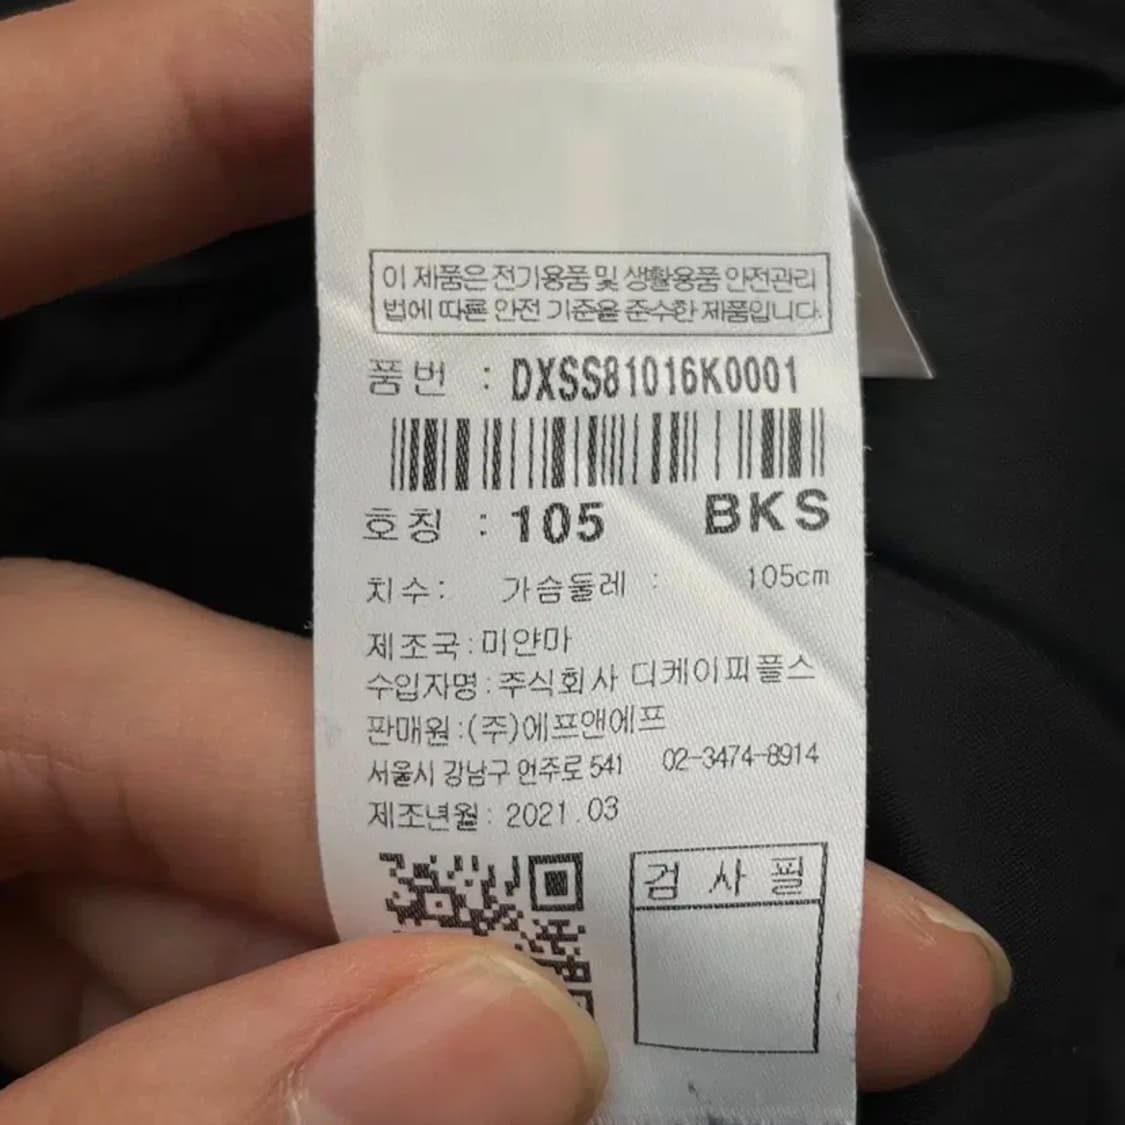 이 제품은 전기용품 및 생활용품 안전관리
법에 따른 안전 기준을 준수한 제품입니다.
품번 : DXSS81016K0001
호칭 : 105 BKS
치수: 가슴둘레 : 105cm
제조국:미얀마
수입자명:주식회사 디케이피플스
판매원:(주)에프앤에프
서울시 강남구 언주로 541 02-3474-8914
제조년월: 2021.03
검 사 필